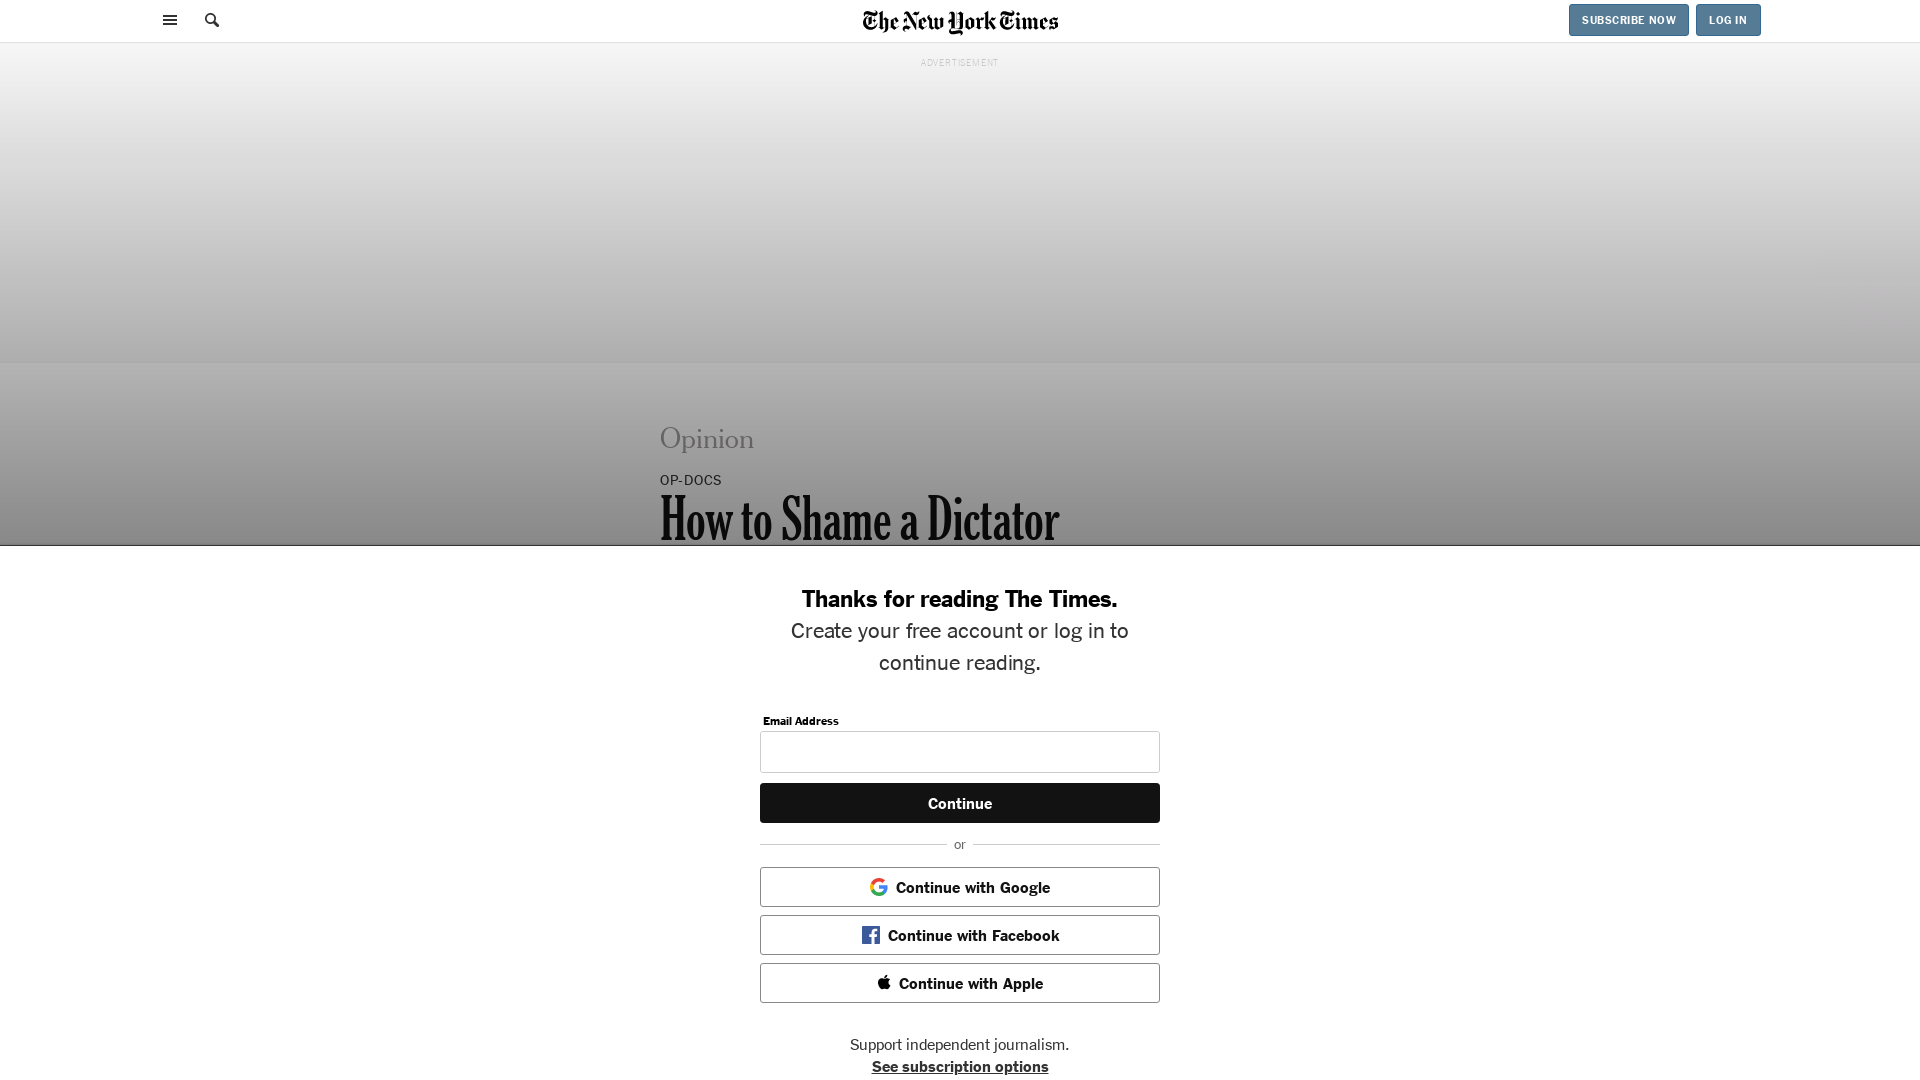 The New York Times
SUBSCRIBE NOW
LOG IN
ADVERTISEMENT
Opinion
OP-DOCS
How to Shame a Dictator
Thanks for reading The Times.
Create your free account or log in to
continue reading.
Email Address
Continue
or
Continue with Google
Continue with Facebook
Continue with Apple
Support independent journalism.
See subscription options